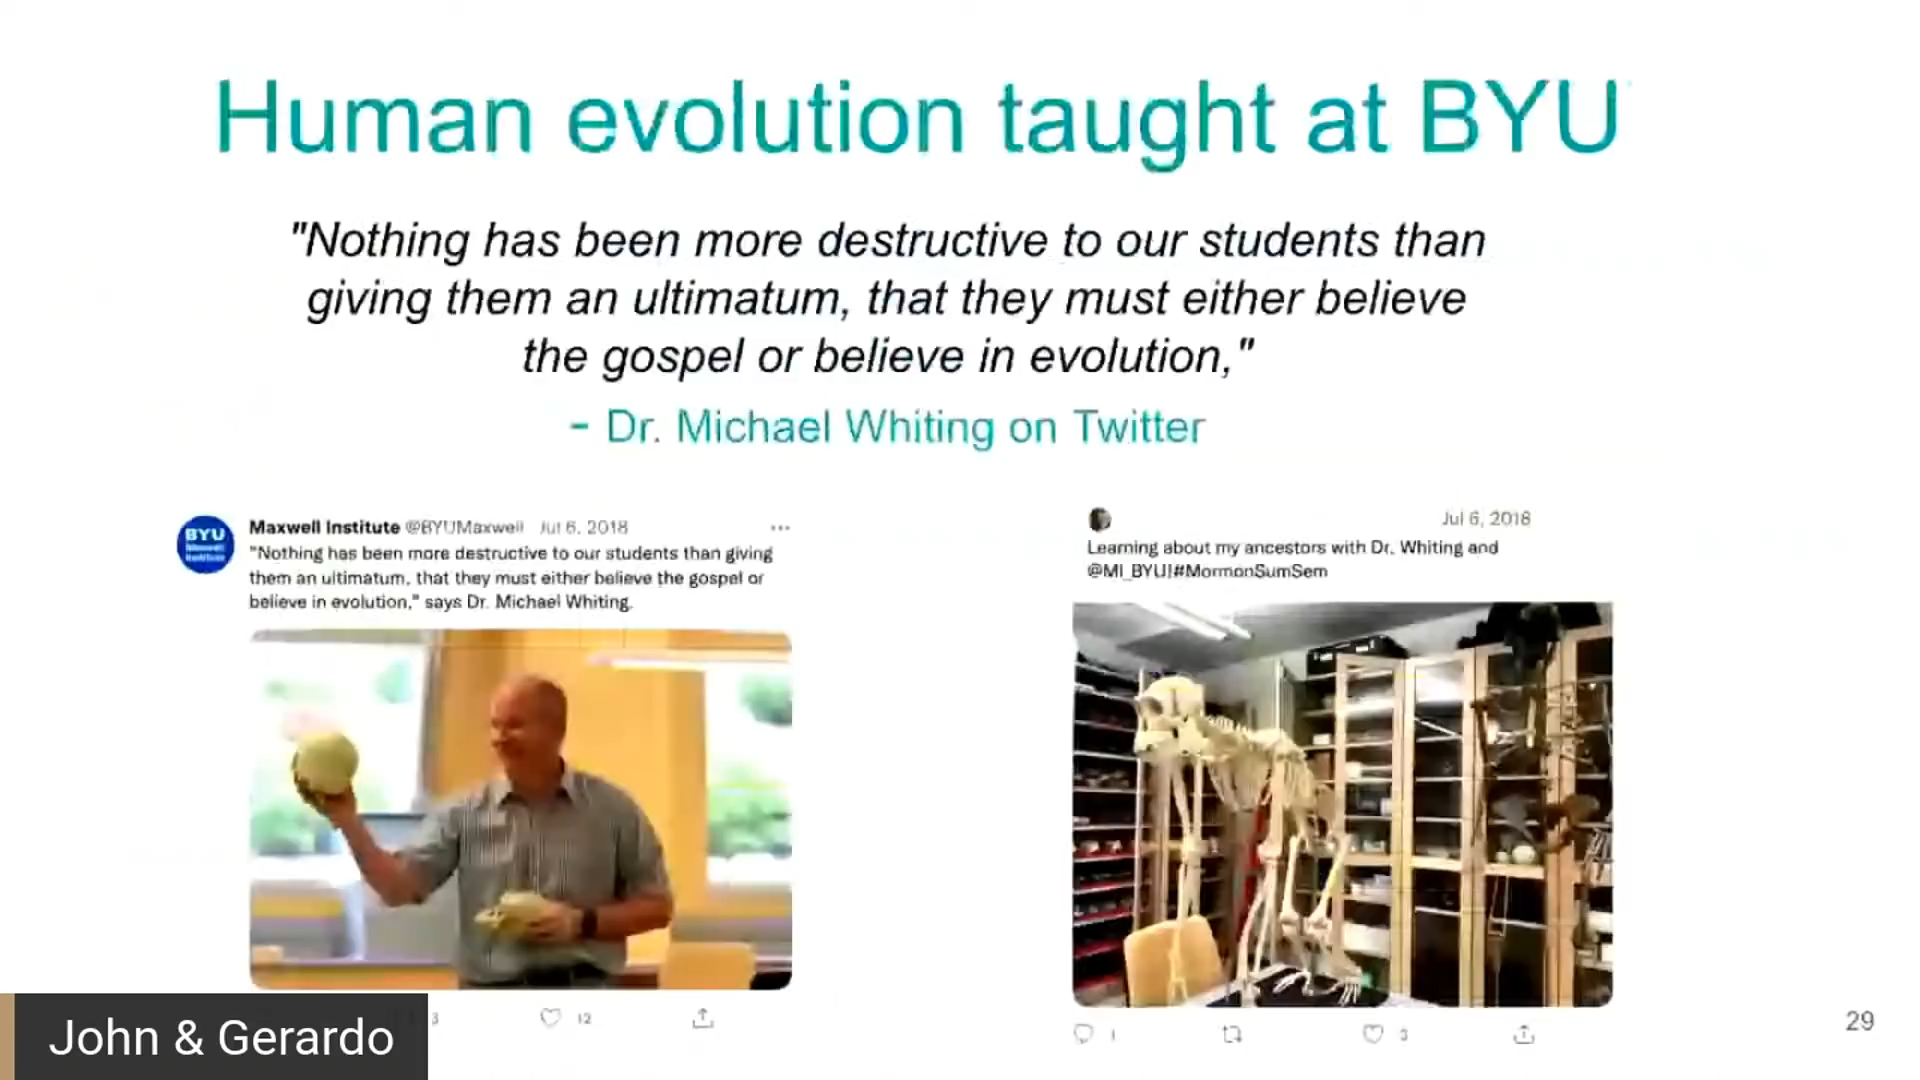 Human evolution taught at BYU
"Nothing has been more destructive to our students than
giving them an ultimatum, that they must either believe
the gospel or believe in evolution,"
- Dr. Michael Whiting on Twitter
BYU
Maxwell Institute @BYUMaxwell Jul 6, 2018
"Nothing has been more destructive to our students than giving
them an ultimatum, that they must either believe the gospel or
believe in evolution," says Dr. Michael Whiting.
3 12
Jul 6, 2018
Learning about my ancestors with Dr. Whiting and
@MI_BYU!#MormonSumSem
1 3
John & Gerardo
29